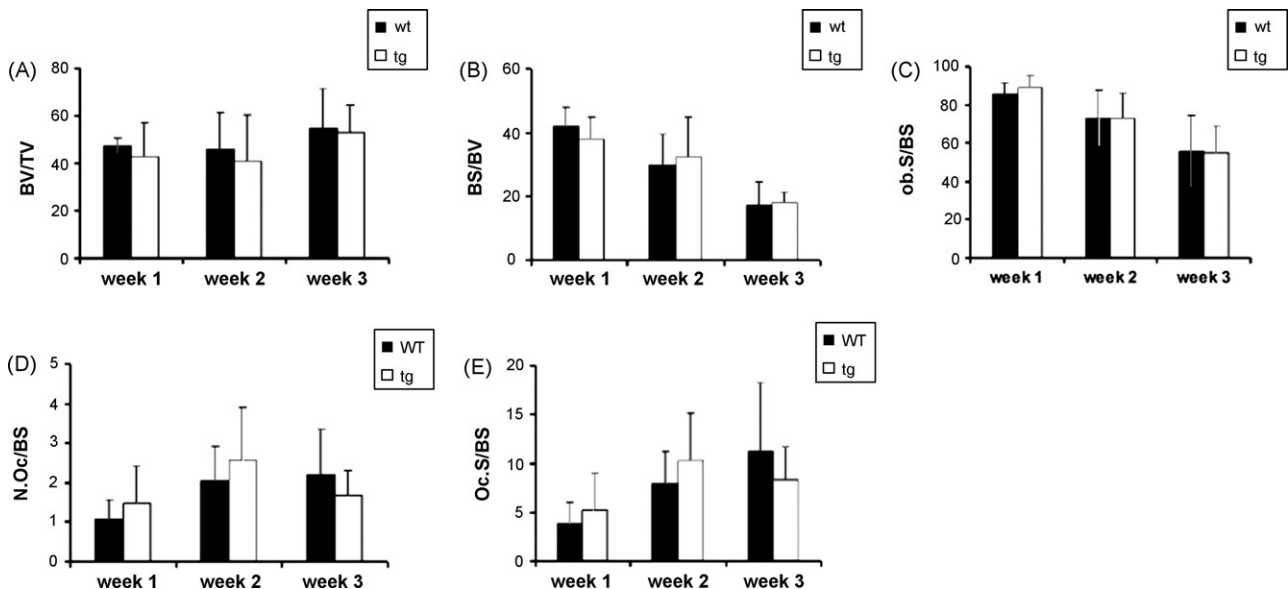 wt
tg
(A)
BV/TV
80
60
40
20
0
week 1 week 2 week 3
wt
tg
(B)
BS/BV
60
40
20
0
week 1 week 2 week 3
wt
tg
(C)
ob.S/BS
100
80
60
40
20
0
week 1 week 2 week 3
WT
tg
(D)
N.Oc/BS
5
4
3
2
1
0
week 1 week 2 week 3
WT
tg
(E)
Oc.S/BS
20
15
10
5
0
week 1 week 2 week 3